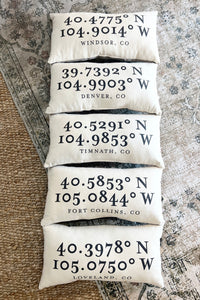 40.4775° N
104.9014° W
WINDSOR, CO
39.7392° N
104.9903° W
DENVER, CO
40.5291° N
104.9853° W
TIMNATH, CO
40.5853° N
105.0844° W
FORT COLLINS, CO
40.3978° N
105.0750° W
LOVELAND, CO